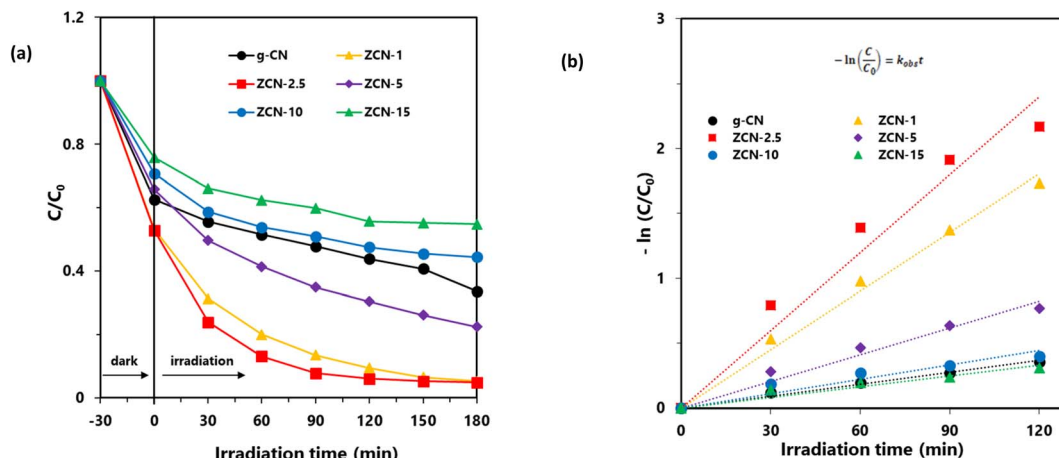 (a)
1.2
0.8
0.4
0
C/C0
g-CN
ZCN-1
ZCN-2.5
ZCN-5
ZCN-10
ZCN-15
dark
irradiation
-30 0 30 60 90 120 150 180
Irradiation time (min)
(b)
3
2
1
0
- ln (C/C0)
−ln(C/C0) = kobs t
g-CN
ZCN-1
ZCN-2.5
ZCN-5
ZCN-10
ZCN-15
0 30 60 90 120
Irradiation time (min)